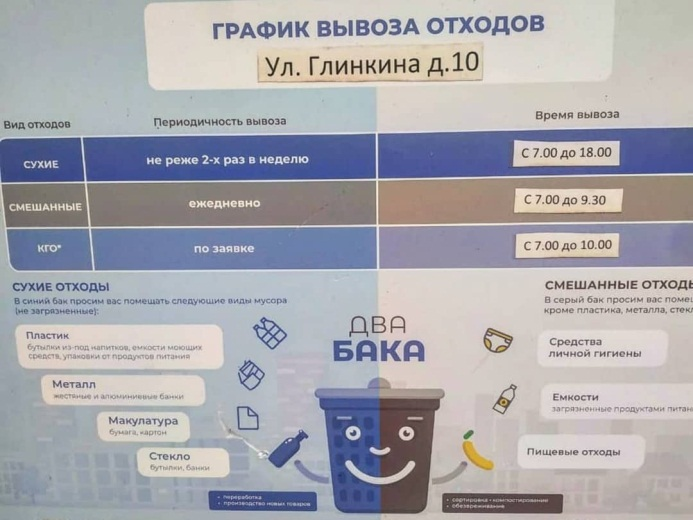 ГРАФИК ВЫВОЗА ОТХОДОВ
Ул. Глинкина д.10
Вид отходов Периодичность вывоза Время вывоза
СУХИЕ не реже 2-х раз в неделю С 7.00 до 18.00
СМЕШАННЫЕ ежедневно С 7.00 до 9.30
КГО* по заявке С 7.00 до 10.00
СУХИЕ ОТХОДЫ
В синий бак просим вас помещать следующие виды мусора
(не загрязненные):
Пластик
бутылки из-под напитков, емкости моющих
средств, упаковки от продуктов питания
Металл
жестяные и алюминиевые банки
Макулатура
бумага, картон
Стекло
бутылки, банки
ДВА
БАКА
• переработка
• производство новых товаров
СМЕШАННЫЕ ОТХОДЫ
В серый бак просим вас
кроме пластика, металла,
Средства
личной гигиены
Емкости
загрязненные продуктами
Пищевые отходы
• сортировка • компостирование
• обезвреживание